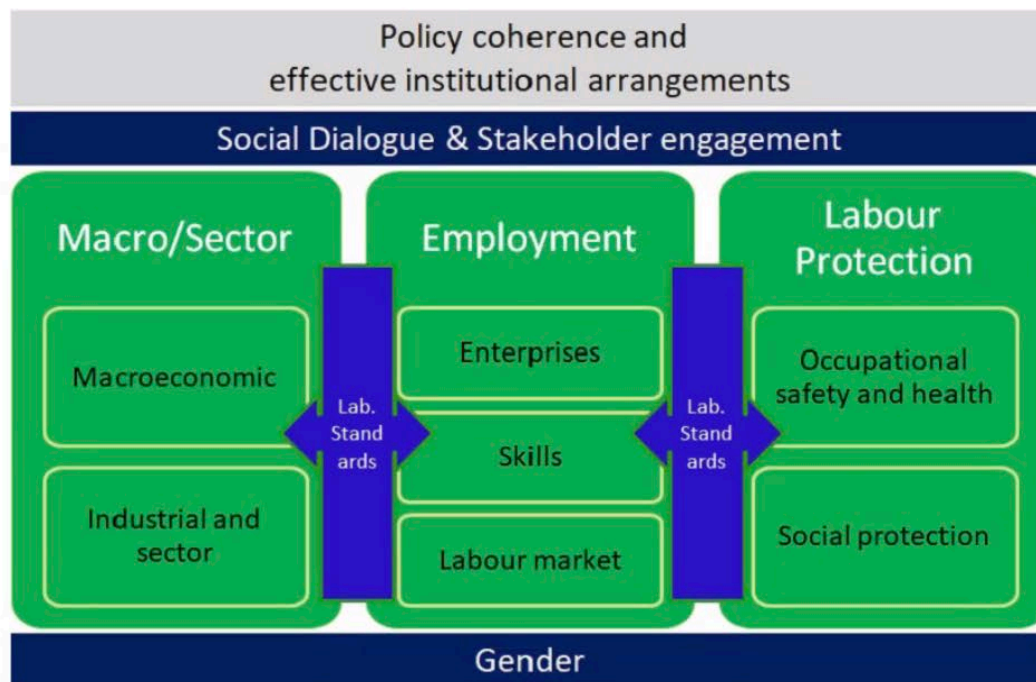 Policy coherence and
effective institutional arrangements
Social Dialogue & Stakeholder engagement
Macro/Sector
Macroeconomic
Industrial and
sector
Lab.
Stand
ards
Employment
Enterprises
Skills
Labour market
Lab.
Stand
ards
Labour
Protection
Occupational
safety and health
Social protection
Gender